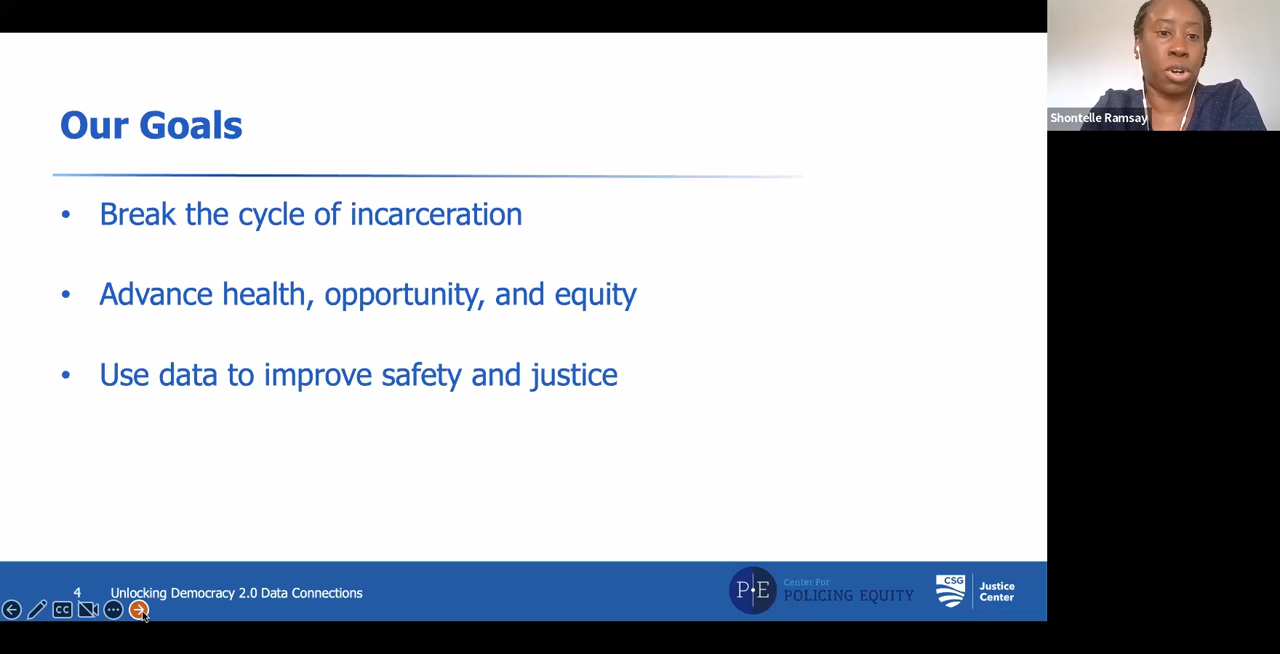 Our Goals
• Break the cycle of incarceration
• Advance health, opportunity, and equity
• Use data to improve safety and justice
Shontelle Ramsay
4 Unlocking Democracy 2.0 Data Connections
CC
P E
Center For
POLICING EQUITY
CSG
Justice
Center